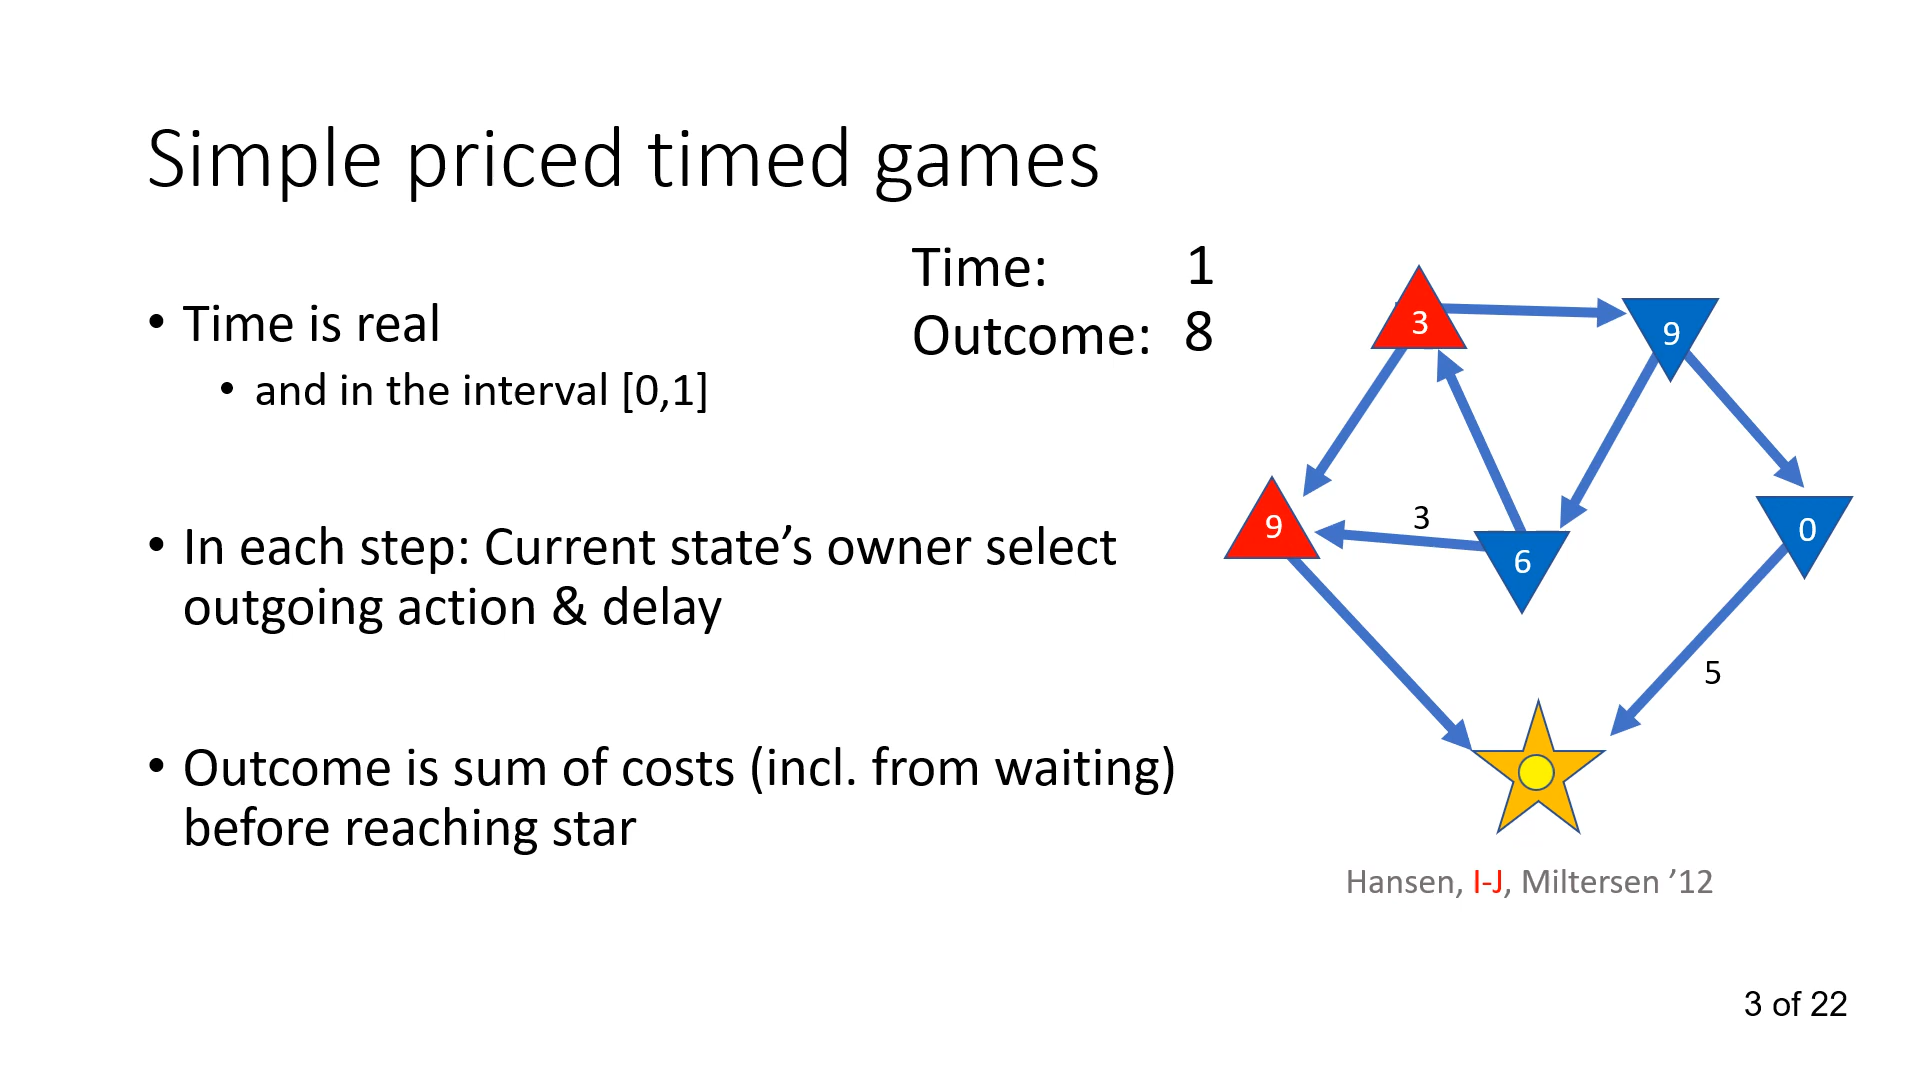 Simple priced timed games
Time: 1
Outcome: 8
• Time is real
• and in the interval [0,1]
• In each step: Current state’s owner select
outgoing action & delay
• Outcome is sum of costs (incl. from waiting)
before reaching star
3
9
9
3
6
0
5
Hansen, I-J, Miltersen ’12
3 of 22